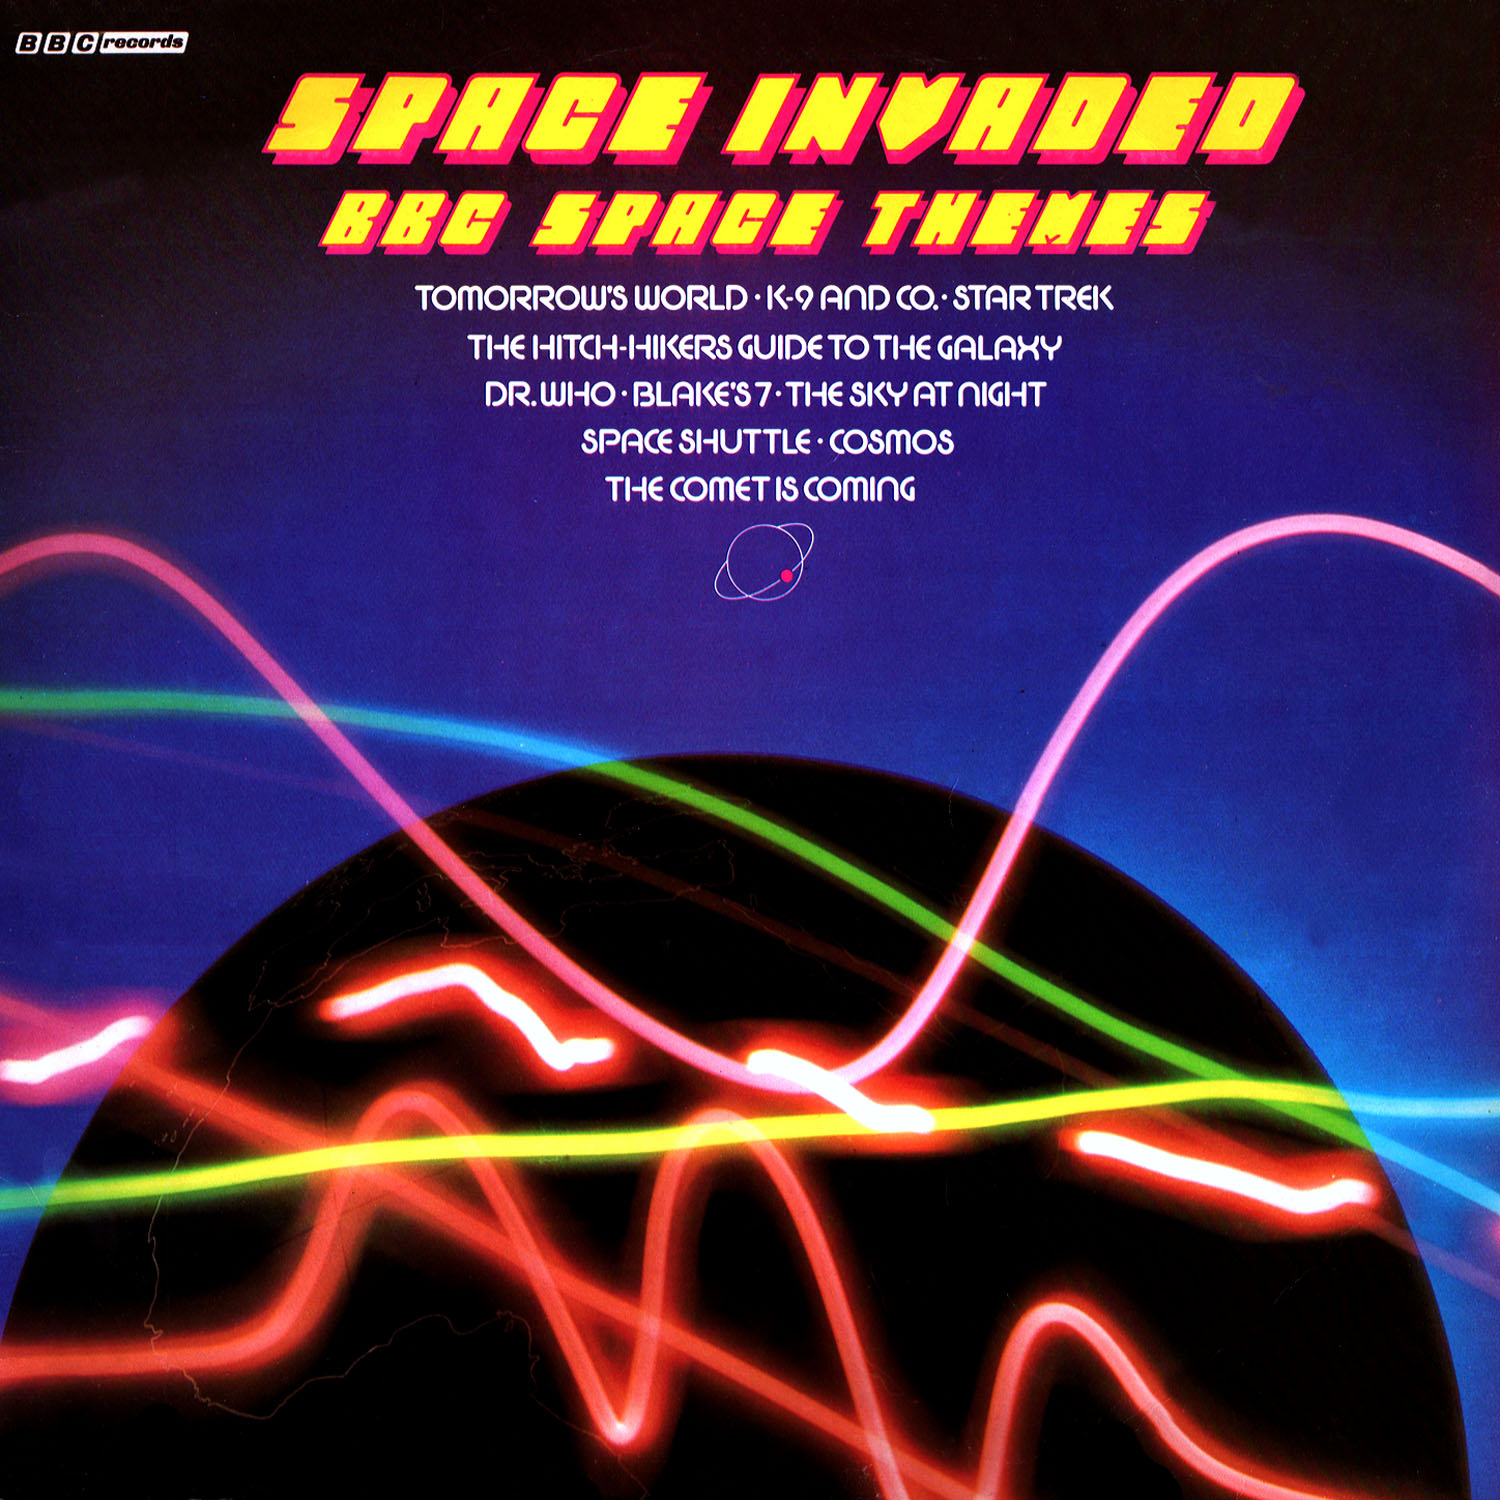 BBC records
SPACE INVADED
BBC SPACE THEMES
TOMORROW'S WORLD · K-9 AND CO. · STAR TREK
THE HITCH-HIKERS GUIDE TO THE GALAXY
DR. WHO · BLAKE'S 7 · THE SKY AT NIGHT
SPACE SHUTTLE · COSMOS
THE COMET IS COMING